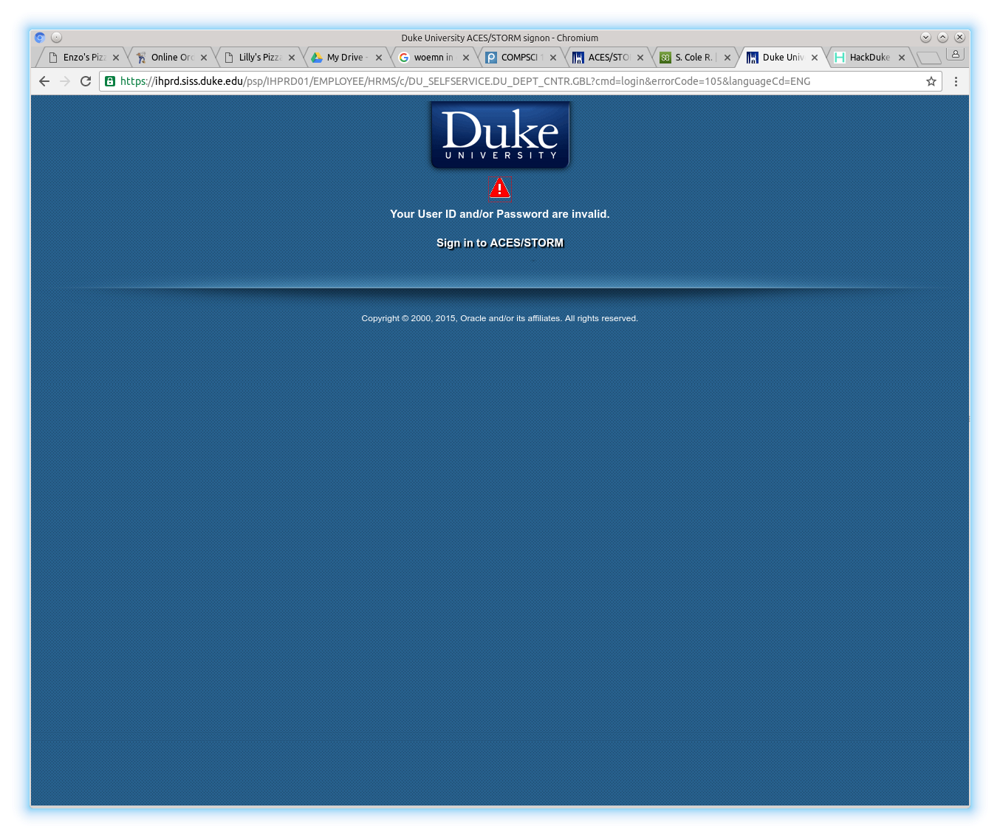 Duke University ACES/STORM signon - Chromium
Enzo's Pizz
Online Ord
Lilly's Pizza
My Drive -
woemn in
COMPSCI 1
ACES/STO
S. Cole R. |
Duke Univ
HackDuke
https://ihprd.siss.duke.edu/psp/IHPRD01/EMPLOYEE/HRMS/c/DU_SELFSERVICE.DU_DEPT_CNTR.GBL?cmd=login&errorCode=105&languageCd=ENG
Duke
UNIVERSITY
Your User ID and/or Password are invalid.
Sign in to ACES/STORM
Copyright © 2000, 2015, Oracle and/or its affiliates. All rights reserved.